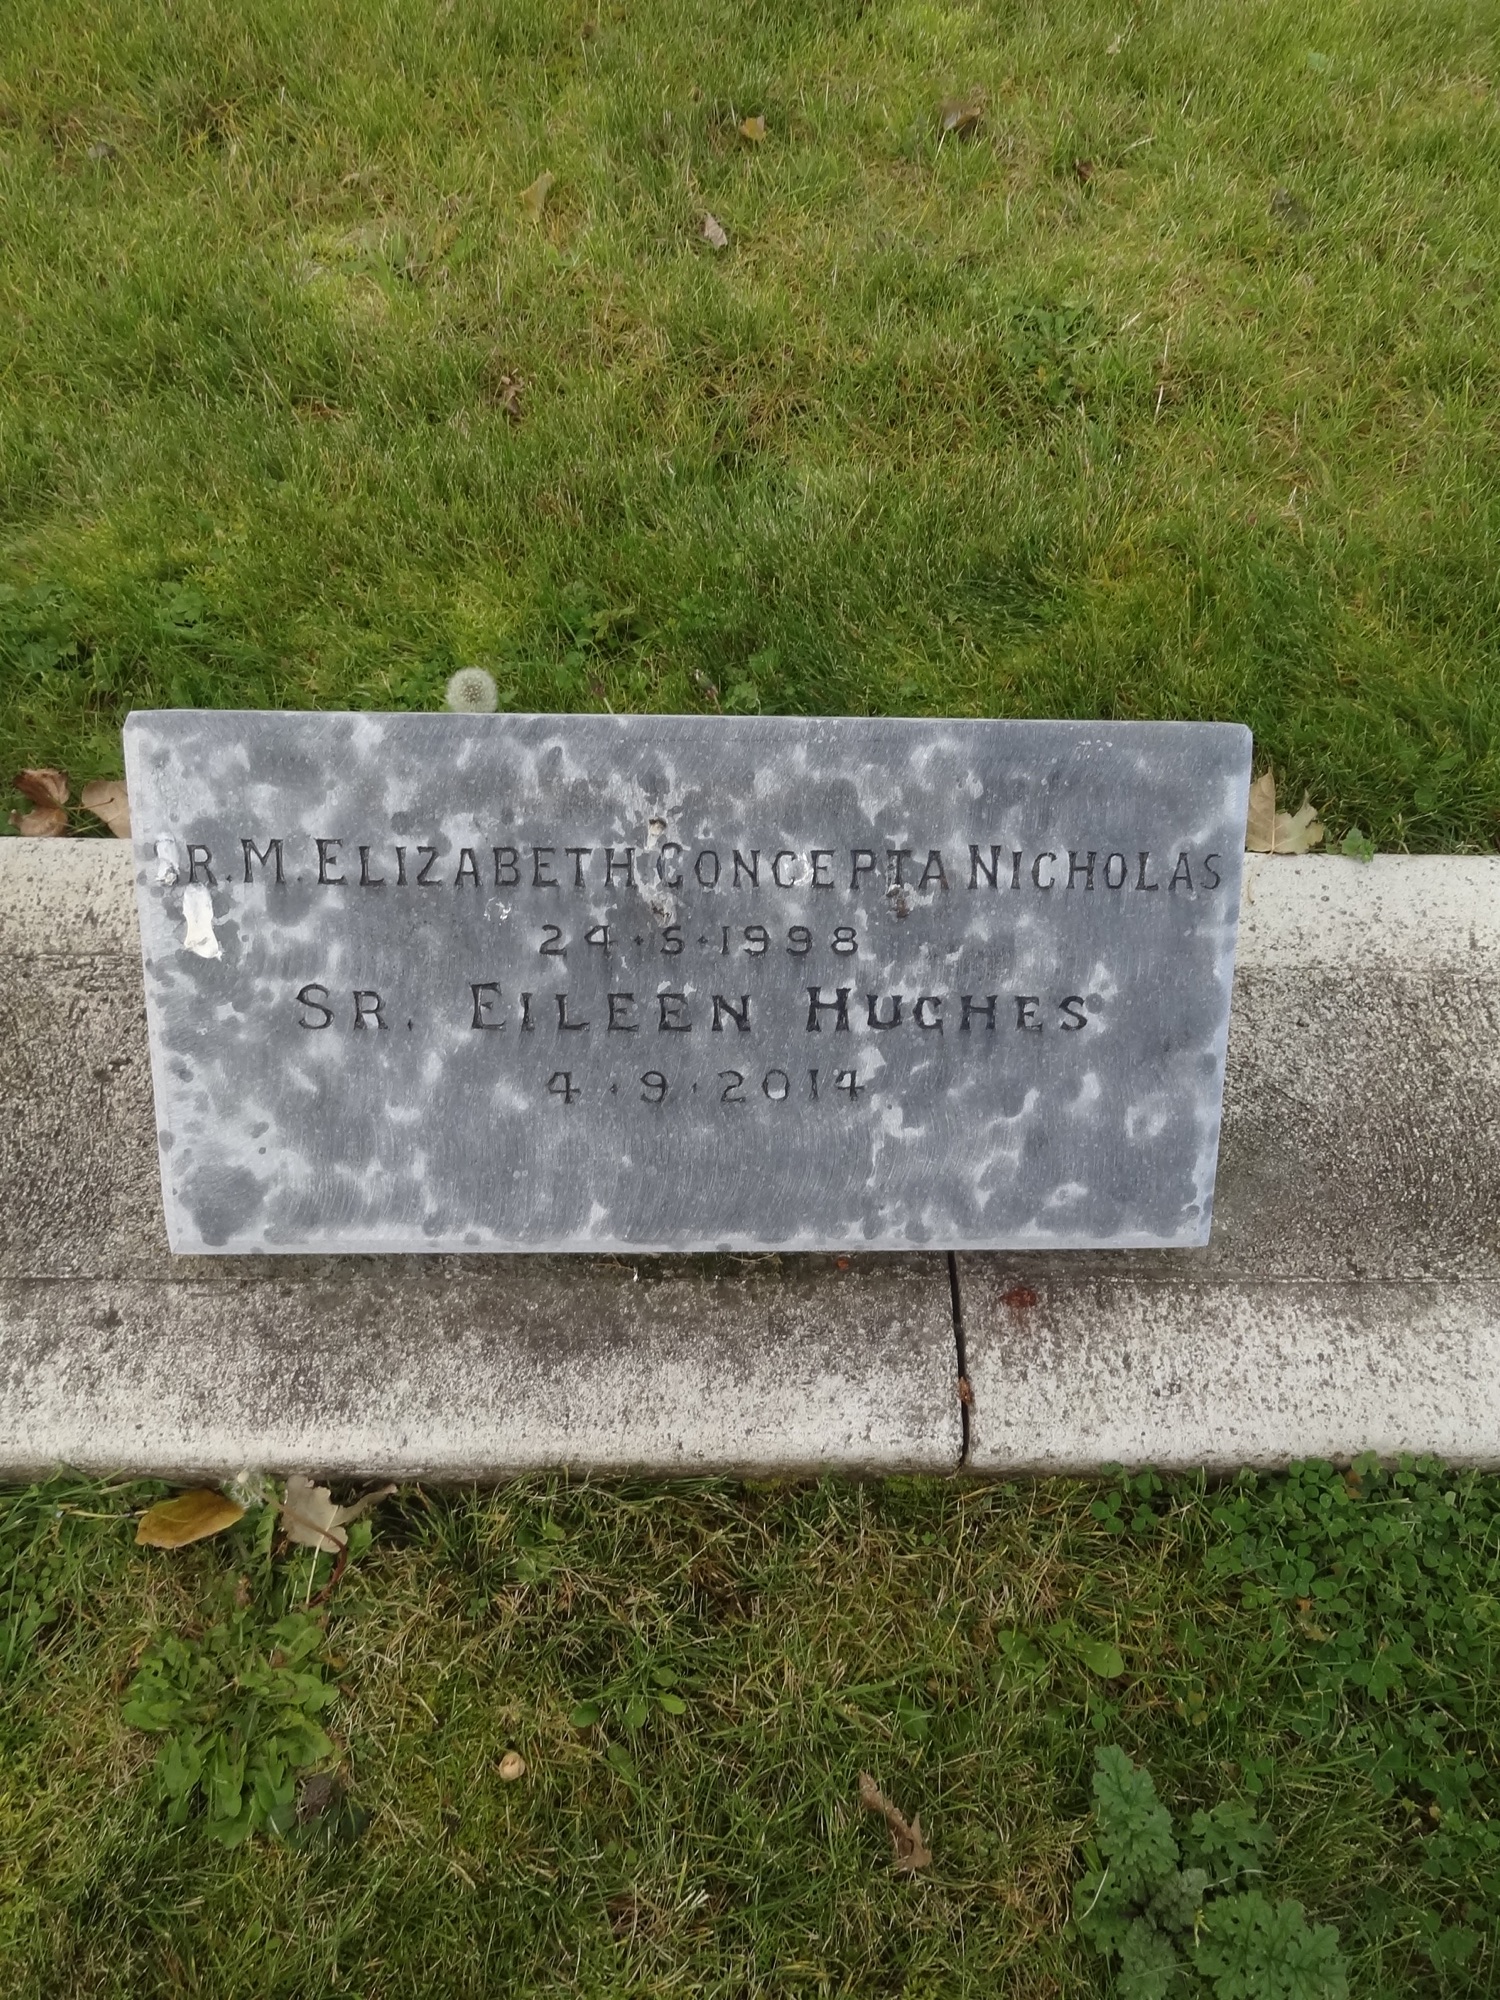 Sr. M. Elizabeth Concepta Nicholas
24·5·1998
Sr. Eileen Hughes
4·9·2014